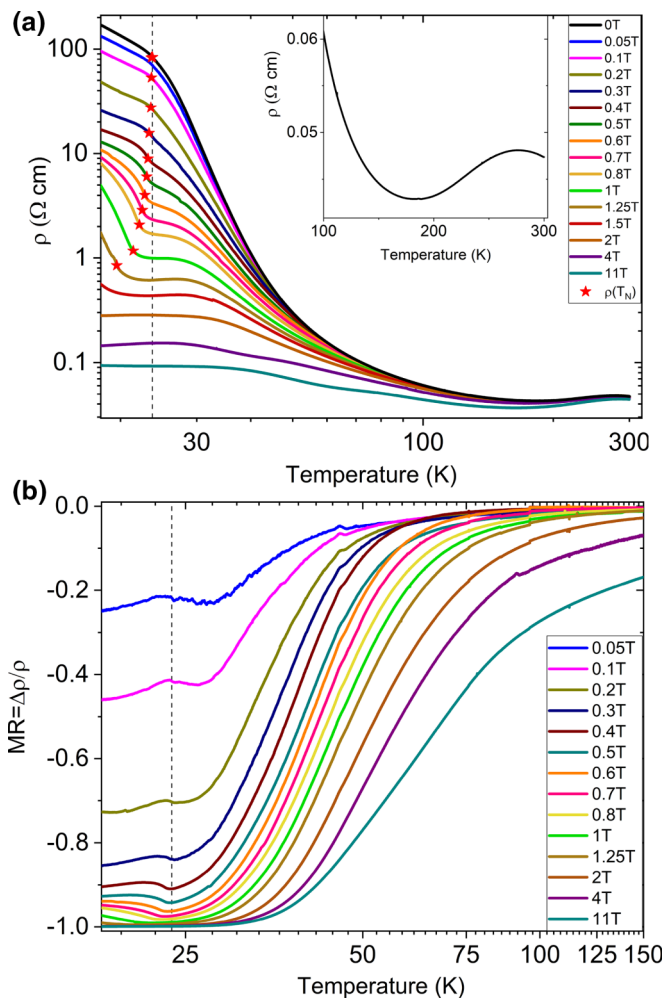 (a)
100
10
1
0.1
ρ (Ω cm)
30
100
300
Temperature (K)
0.06
0.05
ρ (Ω cm)
100
200
300
Temperature (K)
0T
0.05T
0.1T
0.2T
0.3T
0.4T
0.5T
0.6T
0.7T
0.8T
1T
1.25T
1.5T
2T
4T
11T
ρ(T_N)
(b)
0.0
-0.2
-0.4
-0.6
-0.8
-1.0
MR=Δρ/ρ
25
50
75
100
125
150
Temperature (K)
0.05T
0.1T
0.2T
0.3T
0.4T
0.5T
0.6T
0.7T
0.8T
1T
1.25T
2T
4T
11T